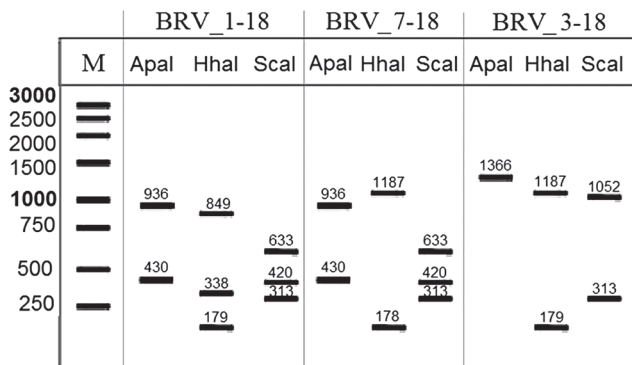 BRV_1-18 BRV_7-18 BRV_3-18
M ApaI HhaI ScaI ApaI HhaI ScaI ApaI HhaI ScaI
3000
2500
2000
1500
1366
1187 1187 1052
1000
936 849 936
750
633 633
500
430 420 430 420
338 313 313 313
250
179 178 179